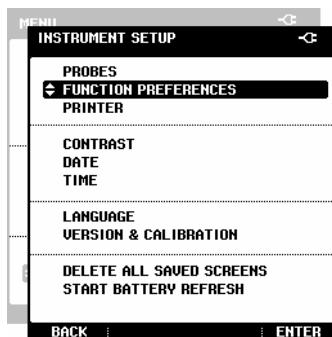 MENU
INSTRUMENT SETUP
PROBES
FUNCTION PREFERENCES
PRINTER
CONTRAST
DATE
TIME
LANGUAGE
VERSION & CALIBRATION
DELETE ALL SAVED SCREENS
START BATTERY REFRESH
BACK ENTER